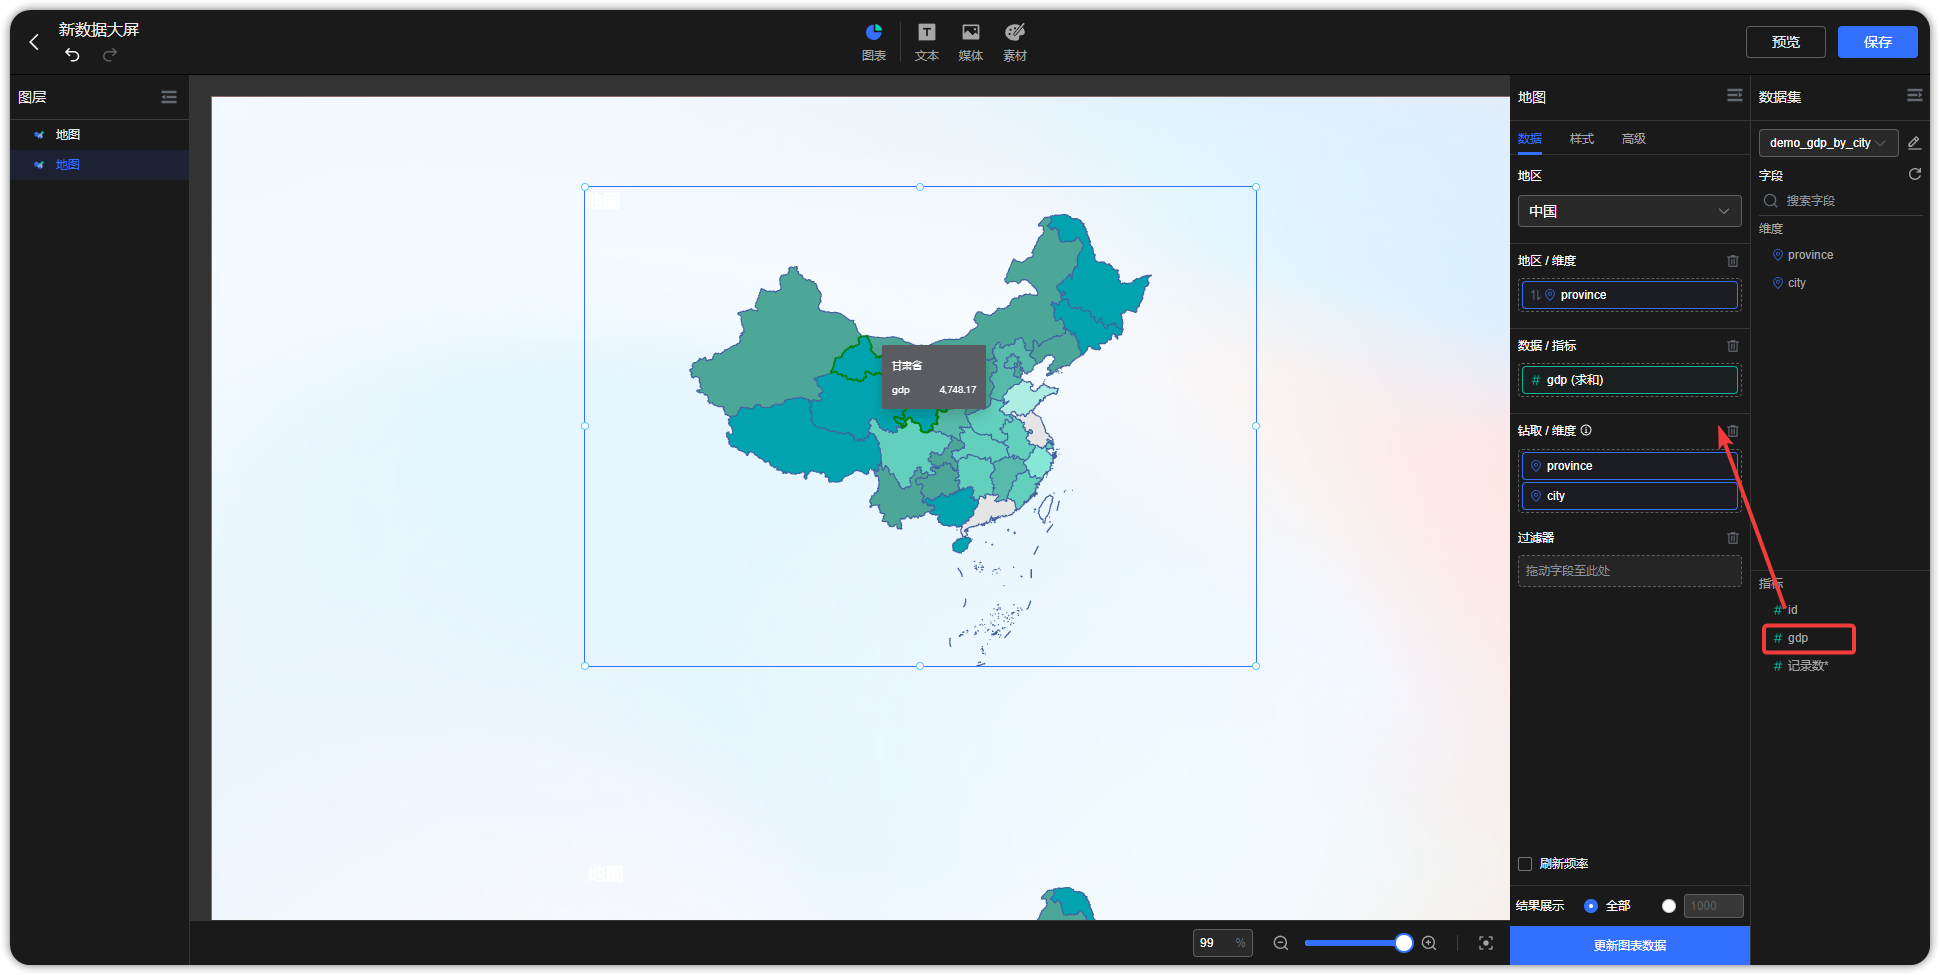 新数据大屏
图表
文本
媒体
素材
预览
保存
图层
地图
地图
地图
甘肃省
gdp 4,748.17
地图
99 %
地图
数据 样式 高级
地区
中国
地区 / 维度
province
数据 / 指标
# gdp (求和)
钻取 / 维度
province
city
过滤器
拖动字段至此处
刷新频率
结果展示 全部 1000
更新图表数据
数据集
demo_gdp_by_city
字段
搜索字段
维度
province
city
指标
# id
# gdp
# 记录数*